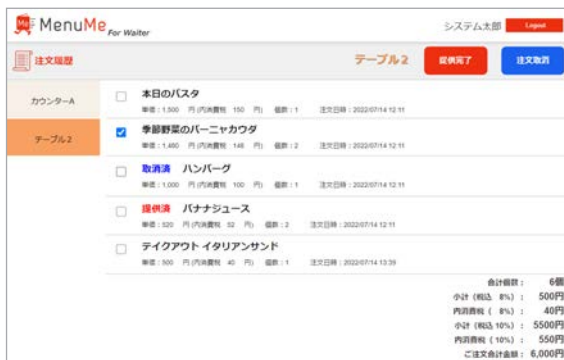 Me MenuMe For Waiter システム太郎 Logout
注文履歴 テーブル2 提供完了 注文取消
カウンターA
テーブル2
本日のパスタ
単価：1,500 円 (内消費税 150 円) 個数：1 注文日時：2022/07/14 12:11
季節野菜のバーニャカウダ
単価：1,480 円 (内消費税 148 円) 個数：2 注文日時：2022/07/14 12:11
取消済 ハンバーグ
単価：1,000 円 (内消費税 100 円) 個数：1 注文日時：2022/07/14 12:11
提供済 バナナジュース
単価：520 円 (内消費税 52 円) 個数：2 注文日時：2022/07/14 12:11
テイクアウト イタリアンサンド
単価：500 円 (内消費税 40 円) 個数：1 注文日時：2022/07/14 13:39
合計個数： 6個
小計（税込 8%）： 500円
内消費税（ 8%）： 40円
小計（税込 10%）： 5500円
内消費税（ 10%）： 550円
ご注文合計金額： 6,000円